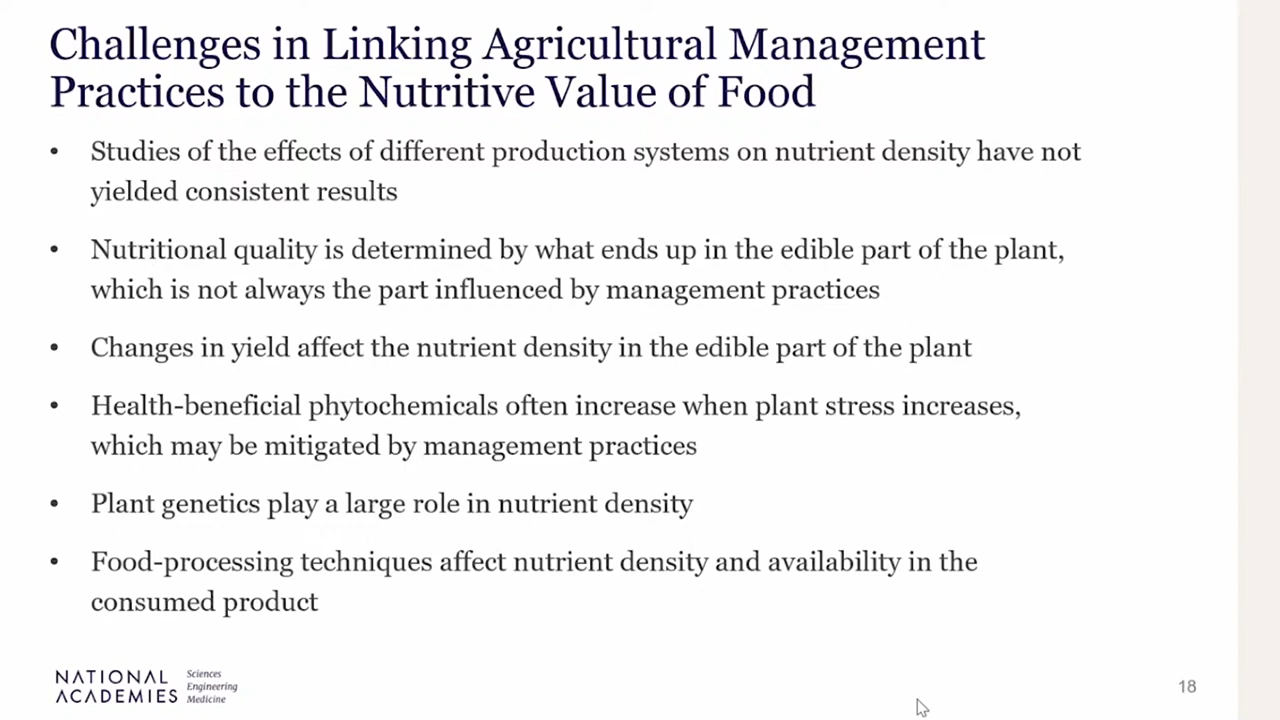 Challenges in Linking Agricultural Management
Practices to the Nutritive Value of Food
• Studies of the effects of different production systems on nutrient density have not
yielded consistent results
• Nutritional quality is determined by what ends up in the edible part of the plant,
which is not always the part influenced by management practices
• Changes in yield affect the nutrient density in the edible part of the plant
• Health-beneficial phytochemicals often increase when plant stress increases,
which may be mitigated by management practices
• Plant genetics play a large role in nutrient density
• Food-processing techniques affect nutrient density and availability in the
consumed product
NATIONAL
ACADEMIES
Sciences
Engineering
Medicine
18